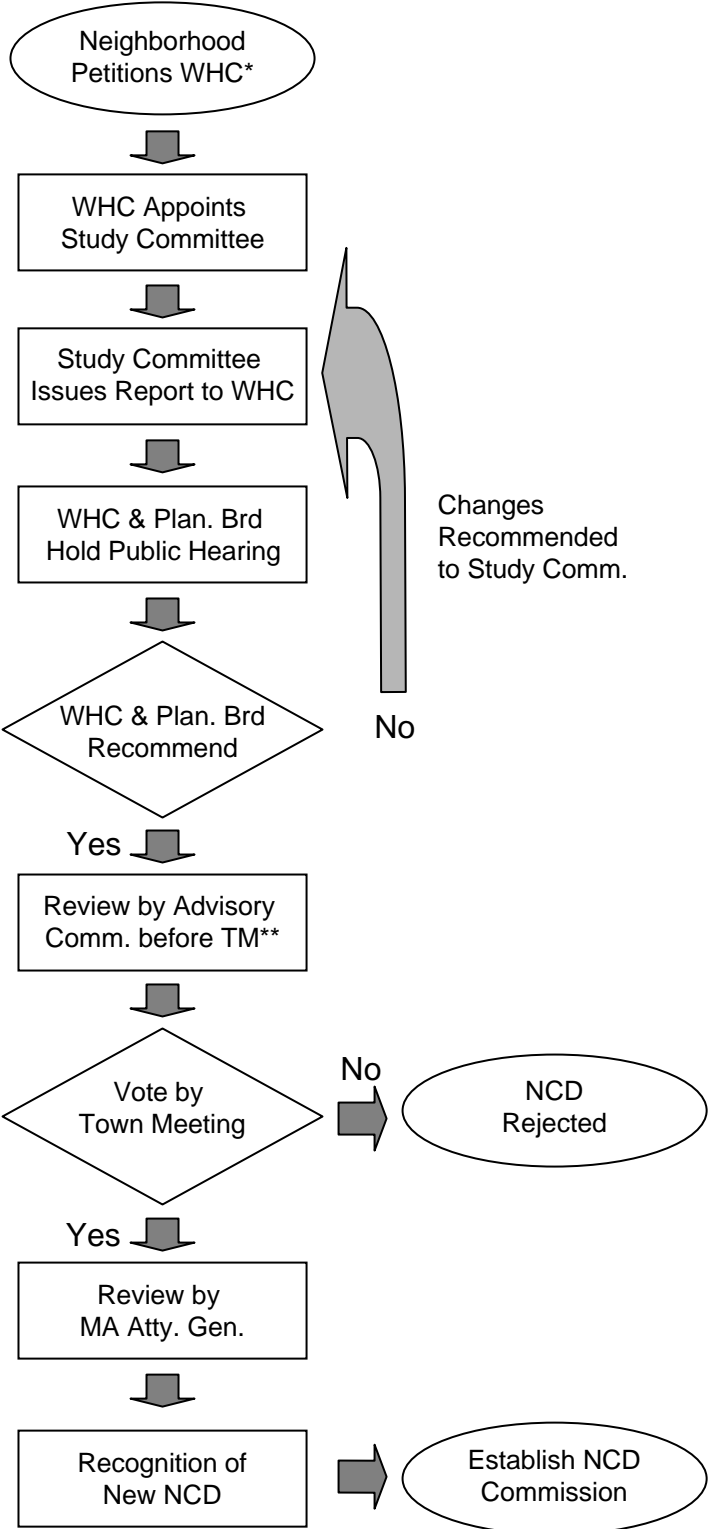 Neighborhood
Petitions WHC*
WHC Appoints
Study Committee
Study Committee
Issues Report to WHC
WHC & Plan. Brd
Hold Public Hearing
Changes
Recommended
to Study Comm.
WHC & Plan. Brd
Recommend
No
Yes
Review by Advisory
Comm. before TM**
Vote by
Town Meeting
No
NCD
Rejected
Yes
Review by
MA Atty. Gen.
Recognition of
New NCD
Establish NCD
Commission